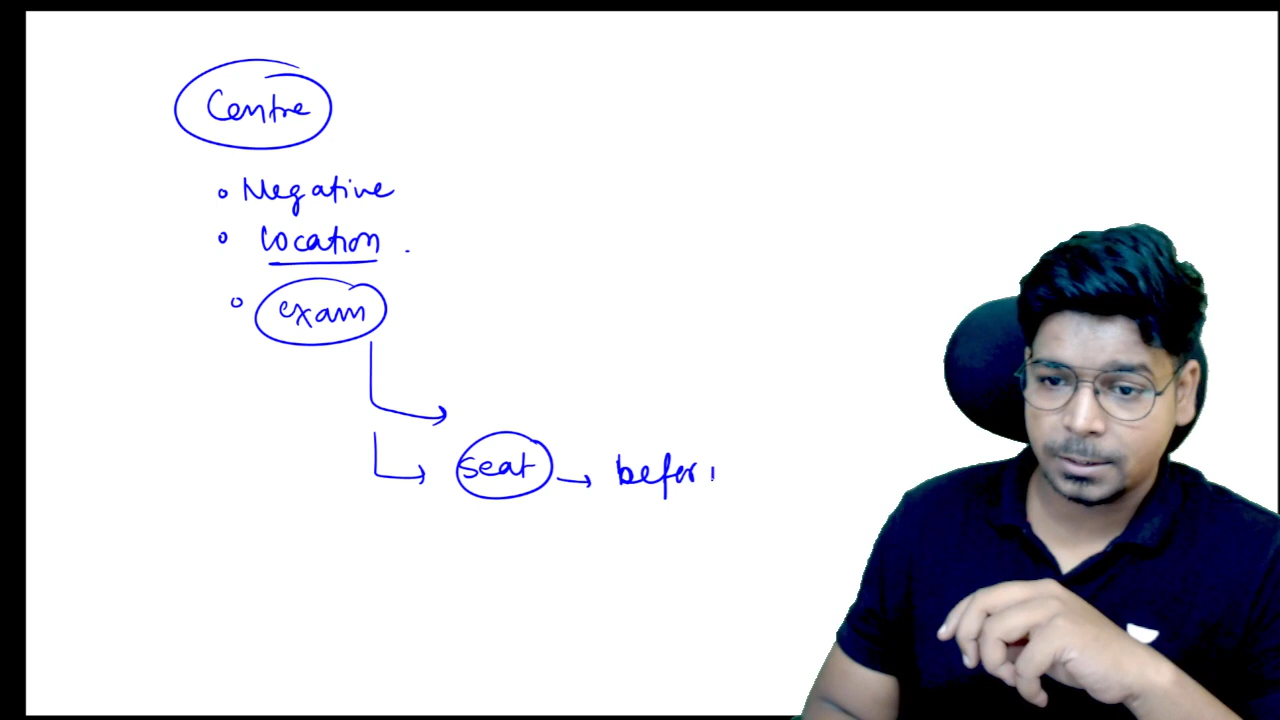 Centre
Negative
location .
exam
seat → befor